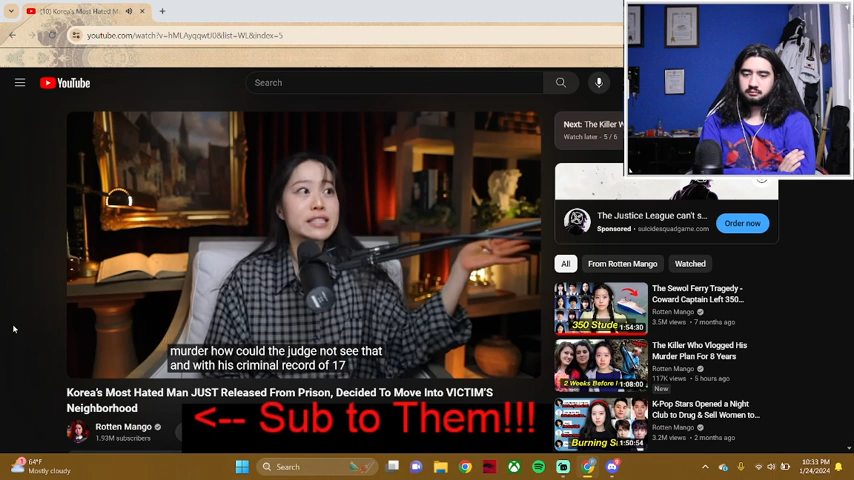 (10) Korea's Most Hated M
youtube.com/watch?v=hMLAyqqwtJ0&list=WL&index=5
YouTube
Search
Next: The Killer W
Watch later · 5 / 6
The Justice League can't s...
Sponsored · suicidesquadgame.com
Order now
All
From Rotten Mango
Watched
murder how could the judge not see that
and with his criminal record of 17
350 Stude
1:54:30
The Sewol Ferry Tragedy -
Coward Captain Left 350...
Rotten Mango
3.5M views · 7 months ago
1:08:00
The Killer Who Vlogged His
Murder Plan For 8 Years
Rotten Mango
117K views · 5 hours ago
New
Burning S
1:50:54
K-Pop Stars Opened a Night
Club to Drug & Sell Women to...
Rotten Mango
3.2M views · 2 months ago
Korea's Most Hated Man JUST Released From Prison, Decided To Move Into VICTIM'S
Neighborhood
Rotten Mango
1.93M subscribers
<-- Sub to Them!!!
64°F
Mostly cloudy
Search
10:33 PM
1/24/2024